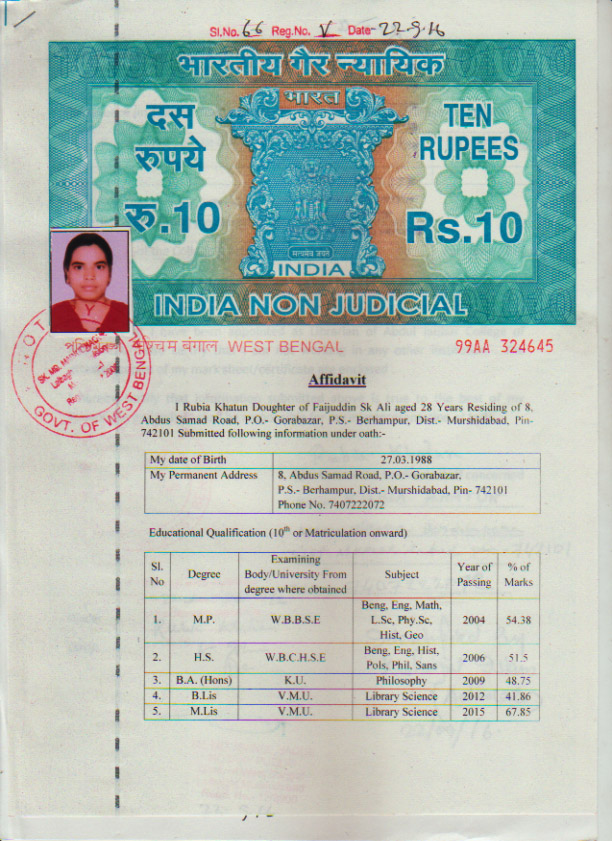 Sl.No. 66 Reg.No. V Date- 22.9.16
भारतीय गैर न्यायिक
भारत
दस
रुपये
रु.10
TEN
RUPEES
Rs.10
सत्यमेव जयते
INDIA
INDIA NON JUDICIAL
पश्चिम बंगाल WEST BENGAL
99AA 324645
GOVT. OF WEST BENGAL
Affidavit
I Rubia Khatun Doughter of Faijuddin Sk Ali aged 28 Years Residing of 8,
Abdus Samad Road, P.O.- Gorabazar, P.S.- Berhampur, Dist.- Murshidabad, Pin-
742101 Submitted following information under oath:-
My date of Birth 27.03.1988
My Permanent Address 8, Abdus Samad Road, P.O.- Gorabazar,
P.S.- Berhampur, Dist.- Murshidabad, Pin- 742101
Phone No. 7407222072
Educational Qualification (10th or Matriculation onward)
Sl. No Degree Examining Body/University From degree where obtained Subject Year of Passing % of Marks
1. M.P. W.B.B.S.E Beng, Eng, Math, L.Sc, Phy.Sc, Hist, Geo 2004 54.38
2. H.S. W.B.C.H.S.E Beng, Eng, Hist, Pols, Phil, Sans 2006 51.5
3. B.A. (Hons) K.U. Philosophy 2009 48.75
4. B.Lis V.M.U. Library Science 2012 41.86
5. M.Lis V.M.U. Library Science 2015 67.85